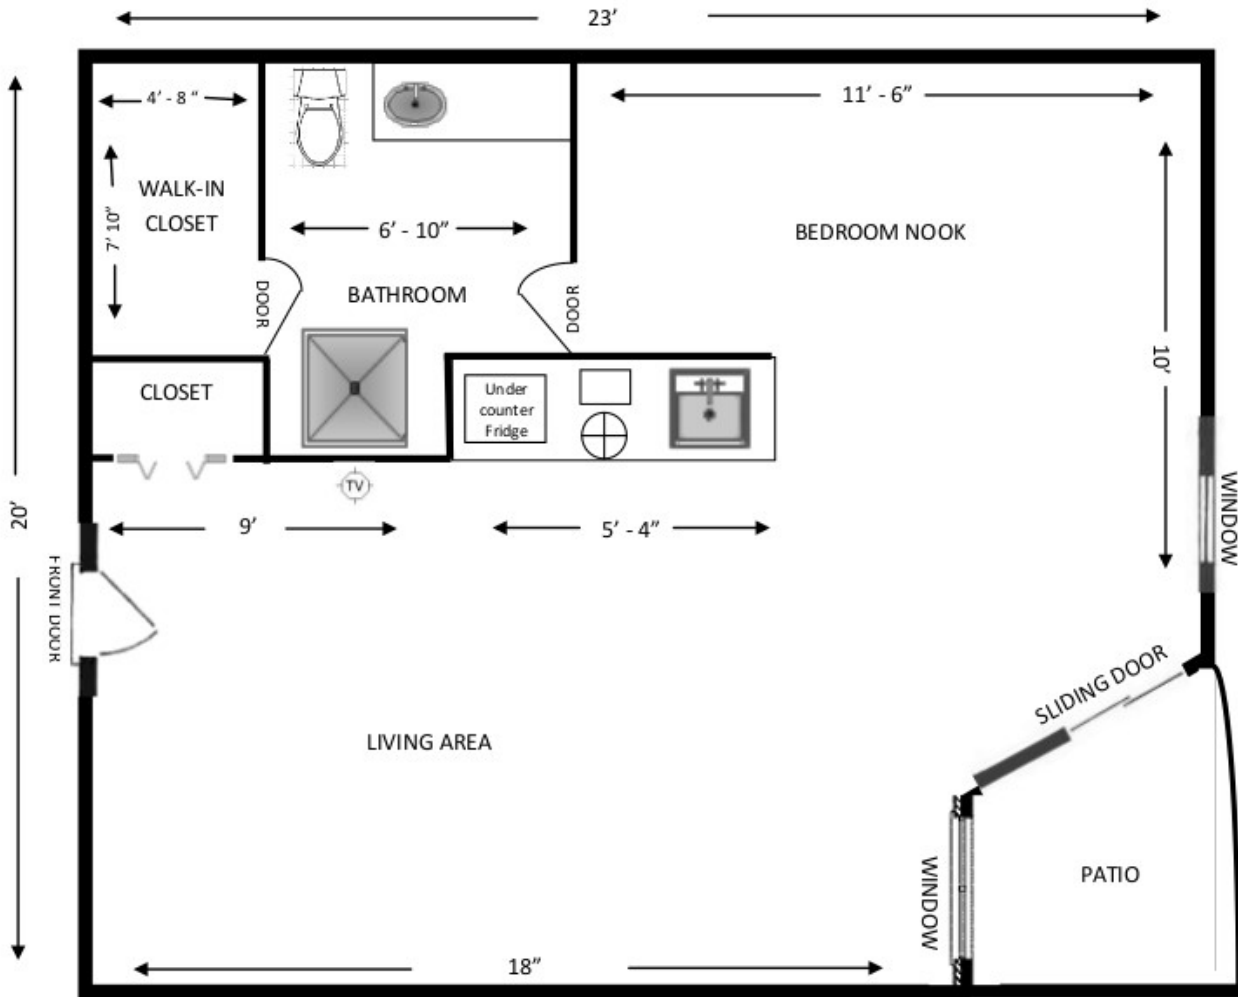 23’
4’ - 8 “
11’ - 6”
WALK-IN
CLOSET
7’ 10”
6’ - 10”
BEDROOM NOOK
DOOR
BATHROOM
DOOR
10’
CLOSET
Under
counter
Fridge
TV
20’
9’
5’ - 4”
WINDOW
FRONT DOOR
SLIDING DOOR
LIVING AREA
WINDOW
PATIO
18”